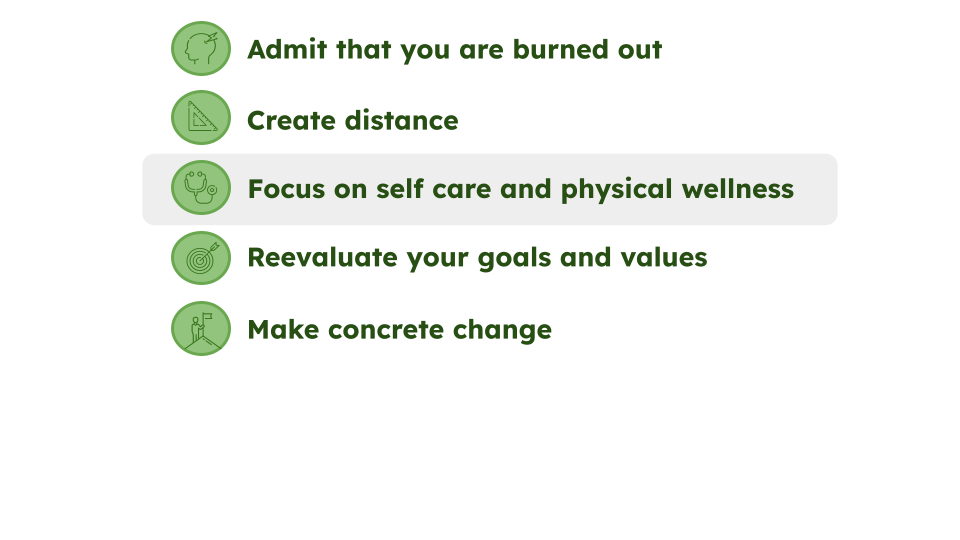 Admit that you are burned out
Create distance
Focus on self care and physical wellness
Reevaluate your goals and values
Make concrete change